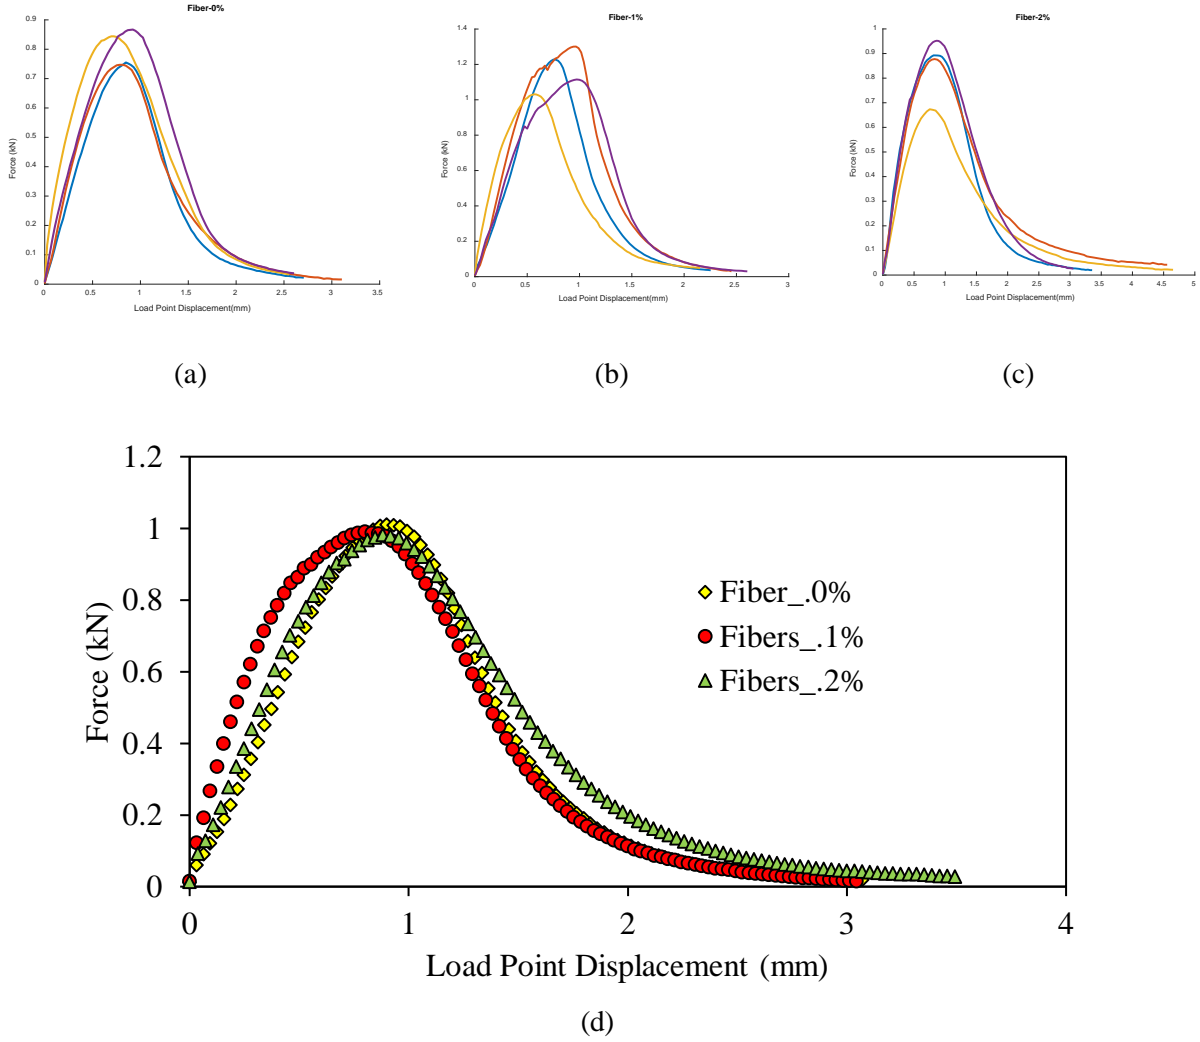 Fiber-0%
0.9
0.8
0.7
0.6
0.5
0.4
0.3
0.2
0.1
0
Force (kN)
0 0.5 1 1.5 2 2.5 3 3.5
Load Point Displacement(mm)
(a)
Fiber-1%
1.4
1.2
1
0.8
0.6
0.4
0.2
0
Force (kN)
0 0.5 1 1.5 2 2.5 3
Load Point Displacement(mm)
(b)
Fiber-2%
1
0.9
0.8
0.7
0.6
0.5
0.4
0.3
0.2
0.1
0
Force (kN)
0 0.5 1 1.5 2 2.5 3 3.5 4 4.5 5
Load Point Displacement(mm)
(c)
1.2
1
0.8
0.6
0.4
0.2
0
Force (kN)
Fiber_.0%
Fibers_.1%
Fibers_.2%
0 1 2 3 4
Load Point Displacement (mm)
(d)